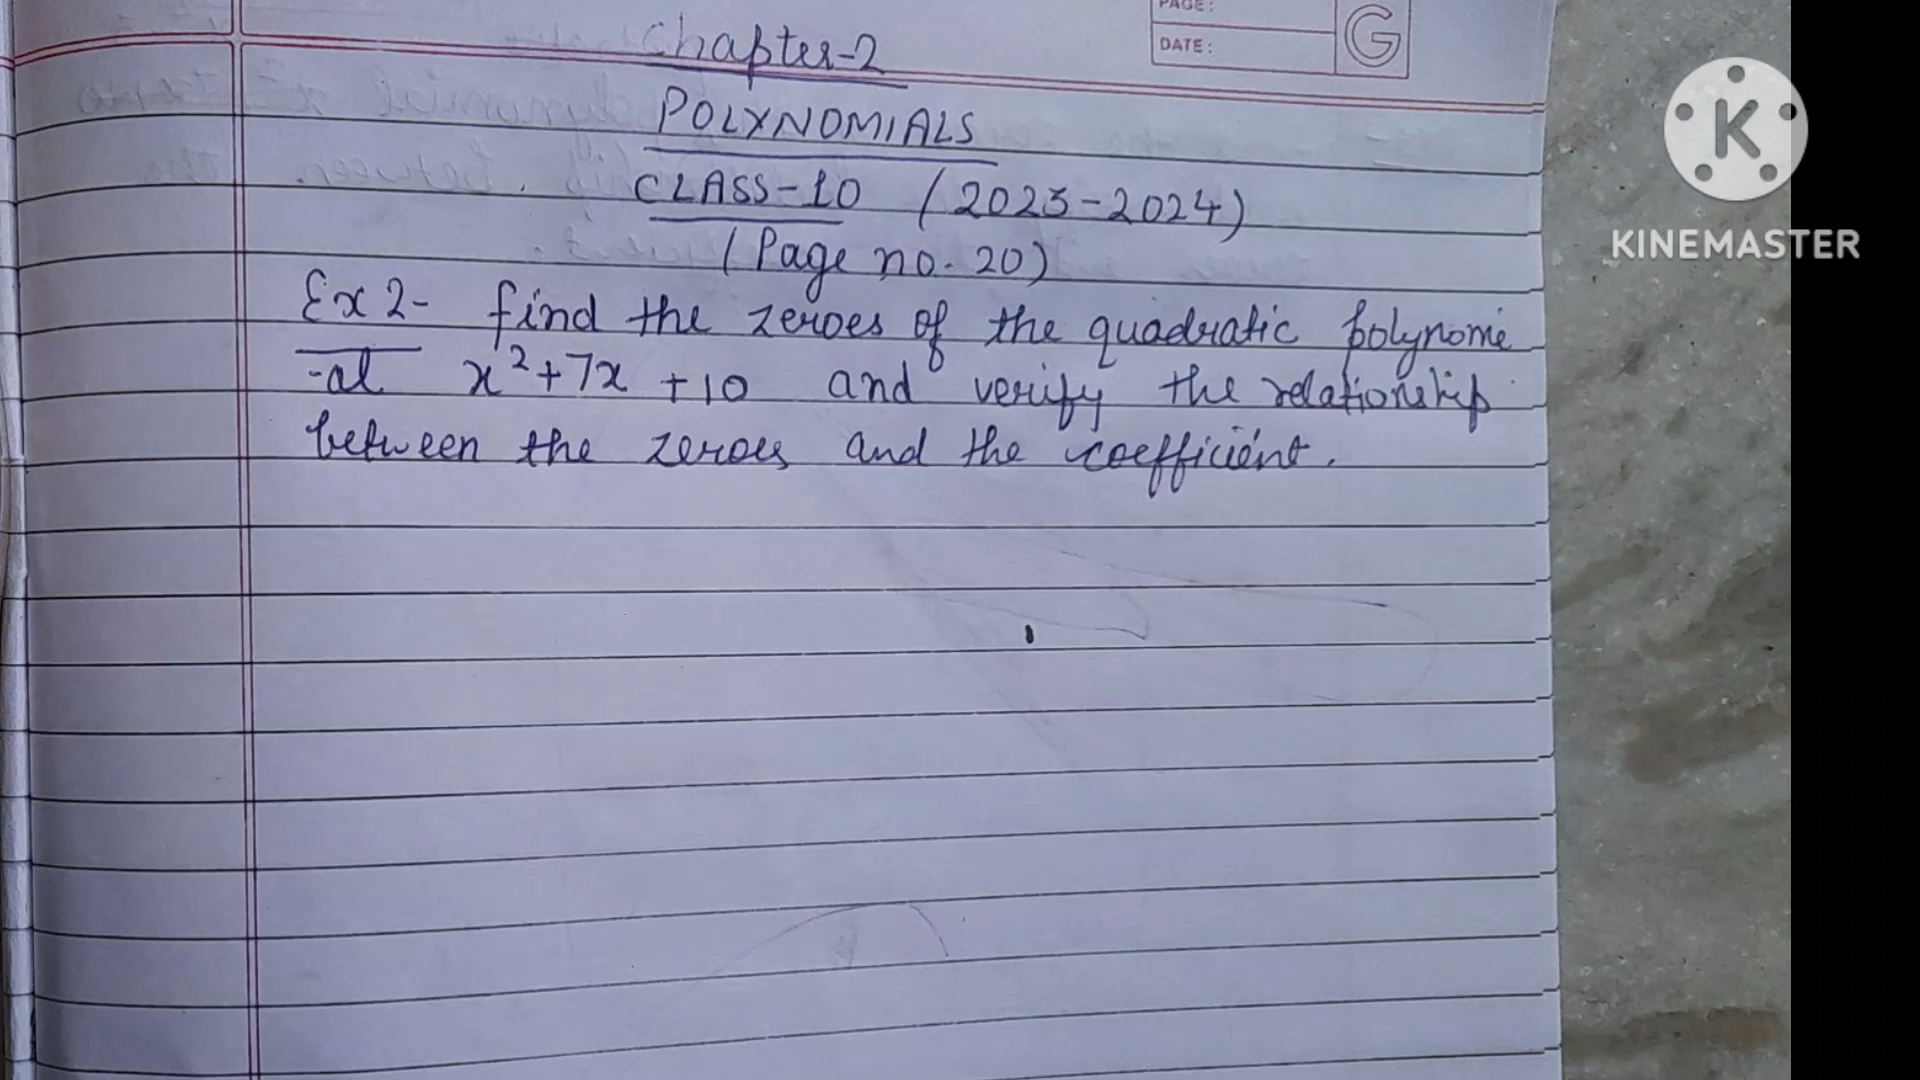 PAGE:
DATE:
G
Chapter-2
POLYNOMIALS
CLASS-10 (2023-2024)
(Page no. 20)
Ex 2- find the zeroes of the quadratic polynomi
-al x²+7x +10 and verify the relationship
between the zeroes and the coefficient.
K
KINEMASTER